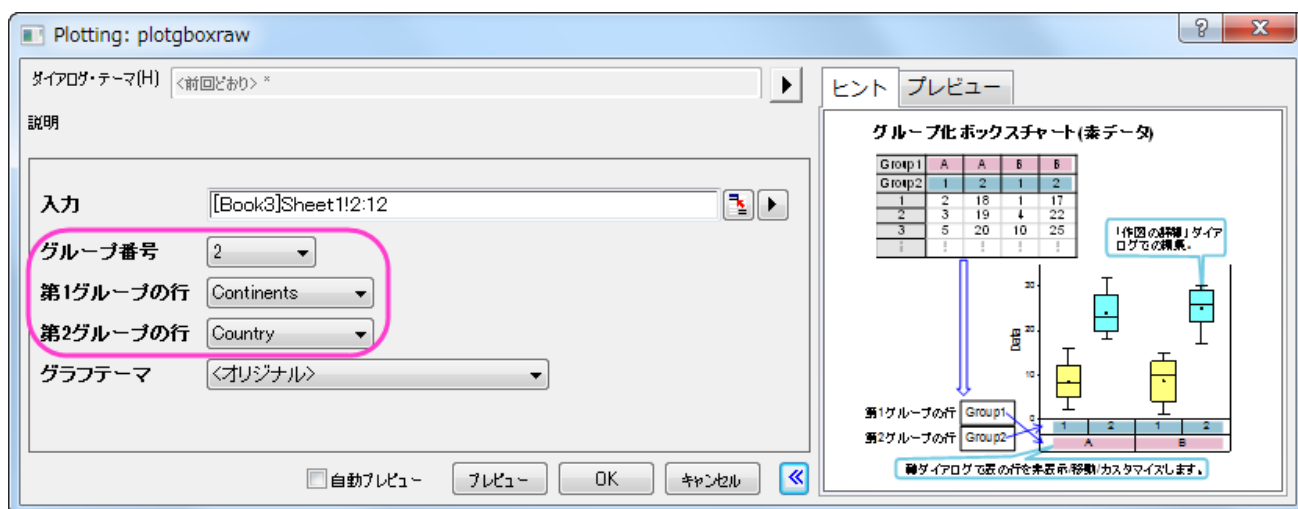 Plotting: plotgboxraw
ダイアログ・テーマ(H) <前回どおり> *
説明
入力 [Book3]Sheet1!2:12
グループ番号 2
第1グループの行 Continents
第2グループの行 Country
グラフテーマ <オリジナル>
自動プレビュー プレビュー OK キャンセル
ヒント プレビュー
グループ化 ボックスチャート(素データ)
Group1 A A B B
Group2 1 2 1 2
1 2 18 1 17
2 3 19 4 22
3 5 20 10 25
「作図の詳細」ダイア
ログでの編集。
30
20
10
0
Data
第1グループの行 Group1
第2グループの行 Group2
1 2 1 2
A B
軸ダイアログで表の行を非表示/移動/カスタマイズします。